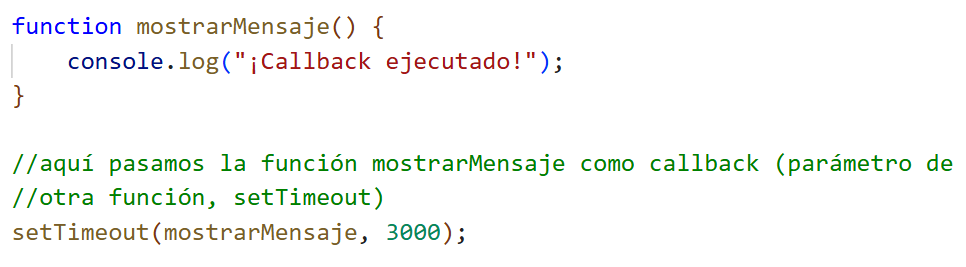 function mostrarMensaje() {
    console.log("¡Callback ejecutado!");
}
//aquí pasamos la función mostrarMensaje como callback (parámetro de
//otra función, setTimeout)
setTimeout(mostrarMensaje, 3000);